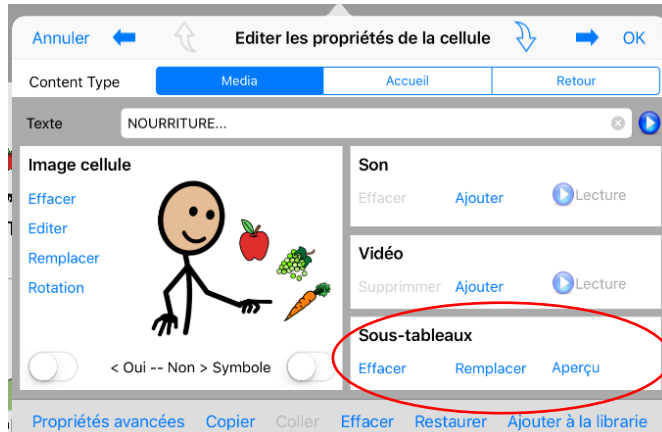 Annuler Editer les propriétés de la cellule OK
Content Type Media Accueil Retour
Texte NOURRITURE...
Image cellule
Effacer
Editer
Remplacer
Rotation
< Oui -- Non > Symbole
Son
Effacer Ajouter Lecture
Vidéo
Supprimmer Ajouter Lecture
Sous-tableaux
Effacer Remplacer Aperçu
Propriétés avancées Copier Coller Effacer Restaurer Ajouter à la librarie